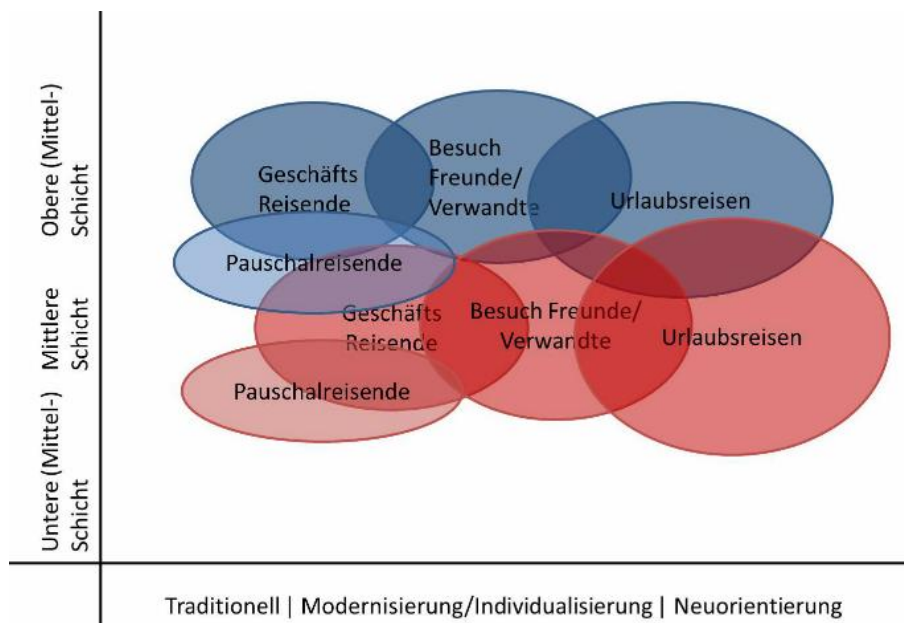 Obere (Mittel-)
Schicht
Mittlere
Schicht
Untere (Mittel-)
Schicht
Geschäfts
Reisende
Besuch
Freunde/
Verwandte
Urlaubsreisen
Pauschalreisende
Geschäfts
Reisende
Besuch Freunde/
Verwandte
Urlaubsreisen
Pauschalreisende
Traditionell | Modernisierung/Individualisierung | Neuorientierung